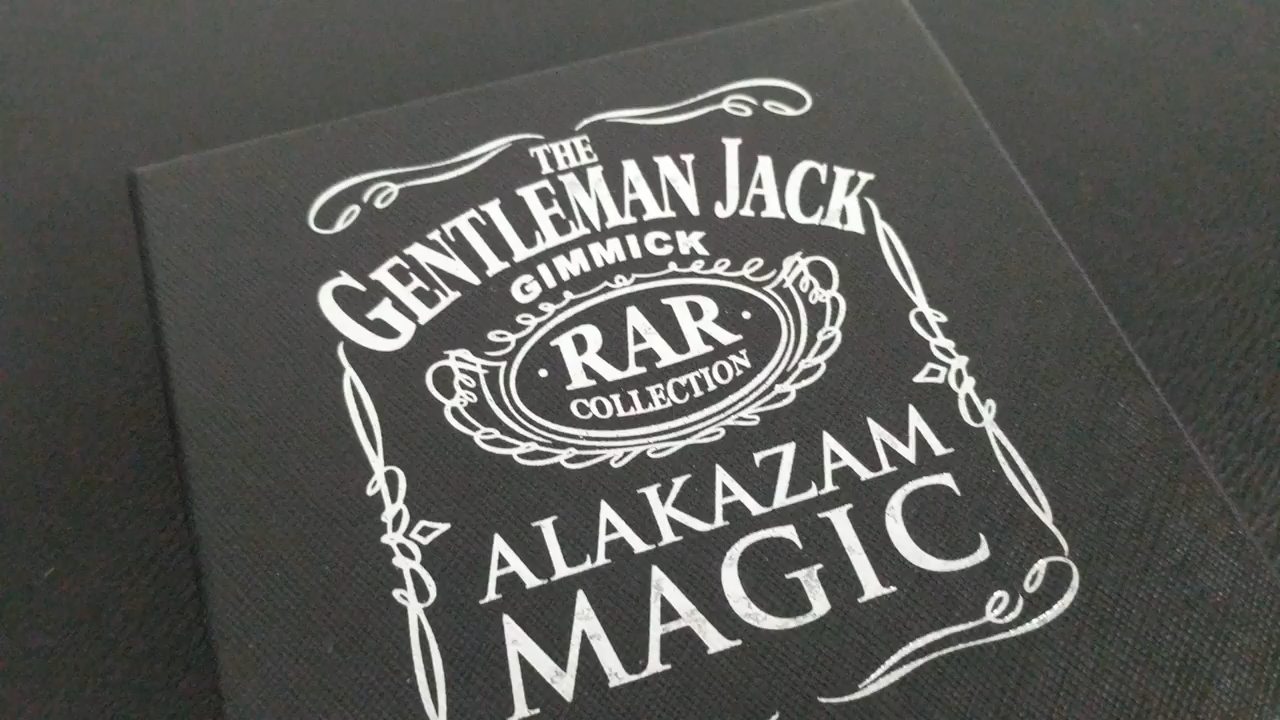 THE
GENTLEMAN JACK
GIMMICK
RAR
COLLECTION
ALAKAZAM
MAGIC